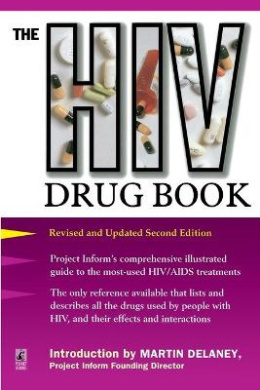 THE
HIV
DRUG BOOK
Revised and Updated Second Edition
Project Inform's comprehensive illustrated
guide to the most-used HIV/AIDS treatments
The only reference available that lists and
describes all the drugs used by people with
HIV, and their effects and interactions
Introduction by MARTIN DELANEY,
Project Inform Founding Director